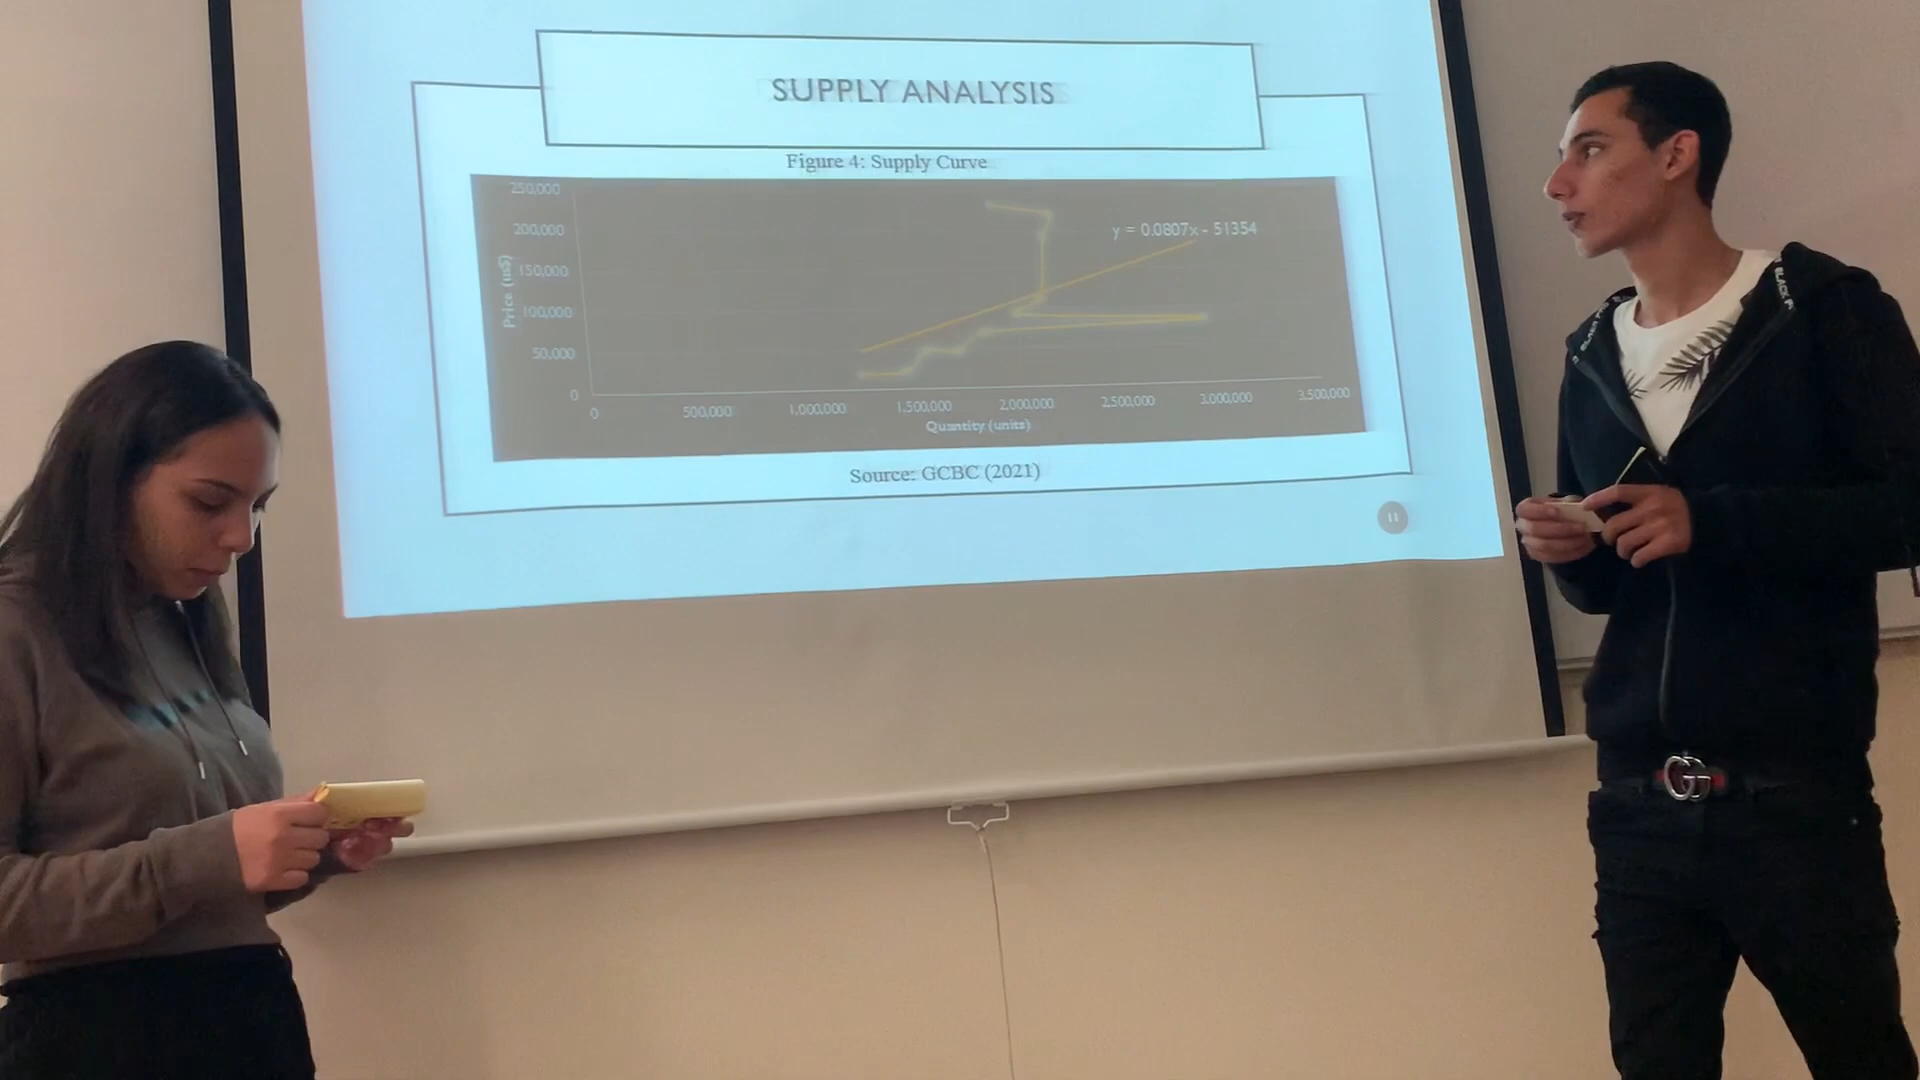 SUPPLY ANALYSIS
Figure 4: Supply Curve
250,000
200,000
150,000
100,000
50,000
0
Price (us$)
y = 0.0807x - 51354
0
500,000
1,000,000
1,500,000
2,000,000
2,500,000
3,000,000
3,500,000
Quantity (units)
Source: GCBC (2021)
11
BLACK